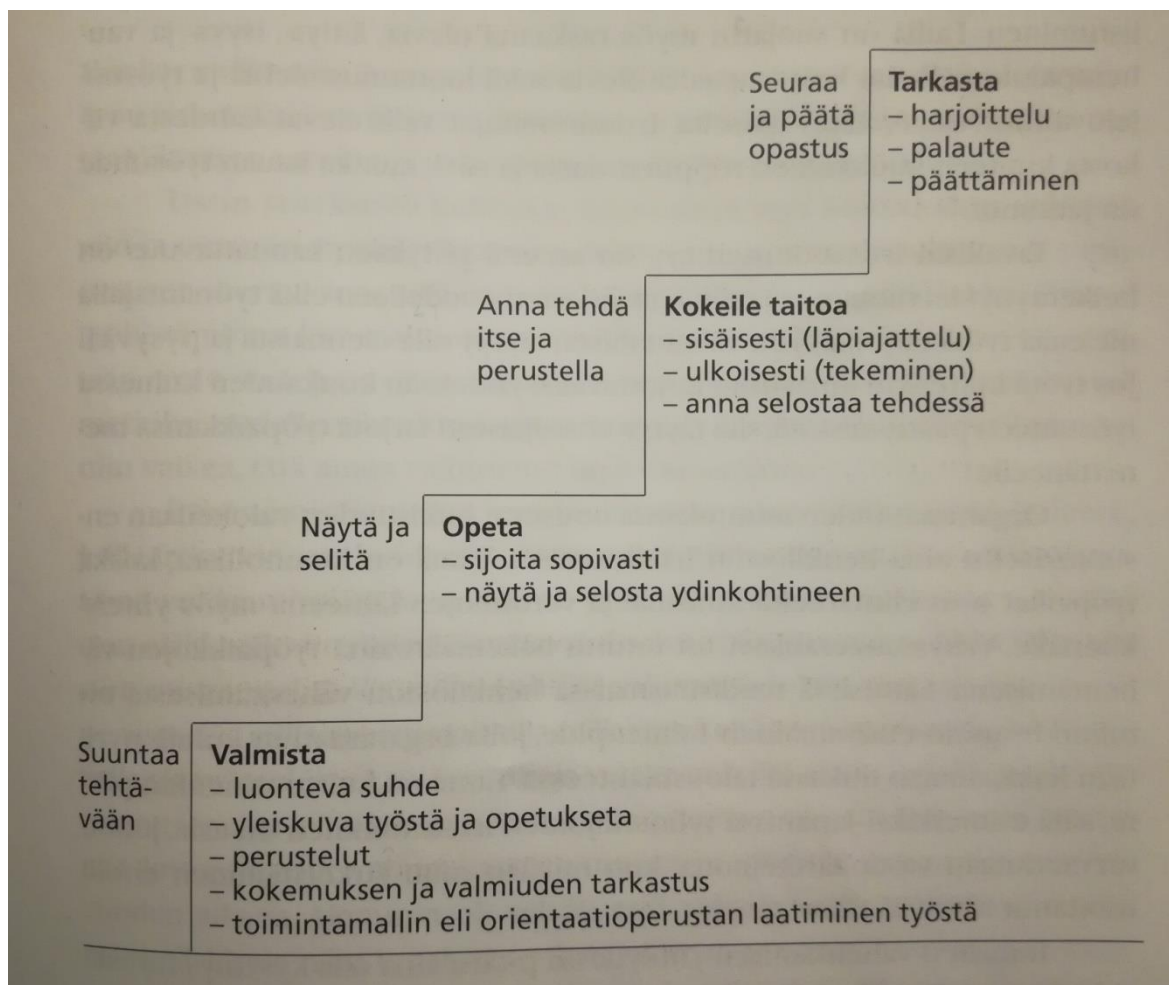 Seuraa
ja päätä
opastus
Tarkasta
– harjoittelu
– palaute
– päättäminen
Anna tehdä
itse ja
perustella
Kokeile taitoa
– sisäisesti (läpiajattelu)
– ulkoisesti (tekeminen)
– anna selostaa tehdessä
Näytä ja
selitä
Opeta
– sijoita sopivasti
– näytä ja selosta ydinkohtineen
Suuntaa
tehtä-
vään
Valmista
– luonteva suhde
– yleiskuva työstä ja opetukseta
– perustelut
– kokemuksen ja valmiuden tarkastus
– toimintamallin eli orientaatioperustan laatiminen työstä